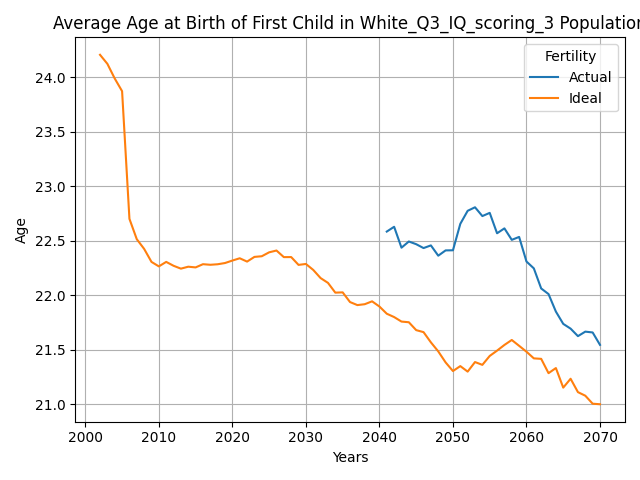 Average Age at Birth of First Child in White_Q3_IQ_scoring_3 Population
Fertility
Actual
Ideal
24.0
23.5
23.0
22.5
22.0
21.5
21.0
Age
2000 2010 2020 2030 2040 2050 2060 2070
Years